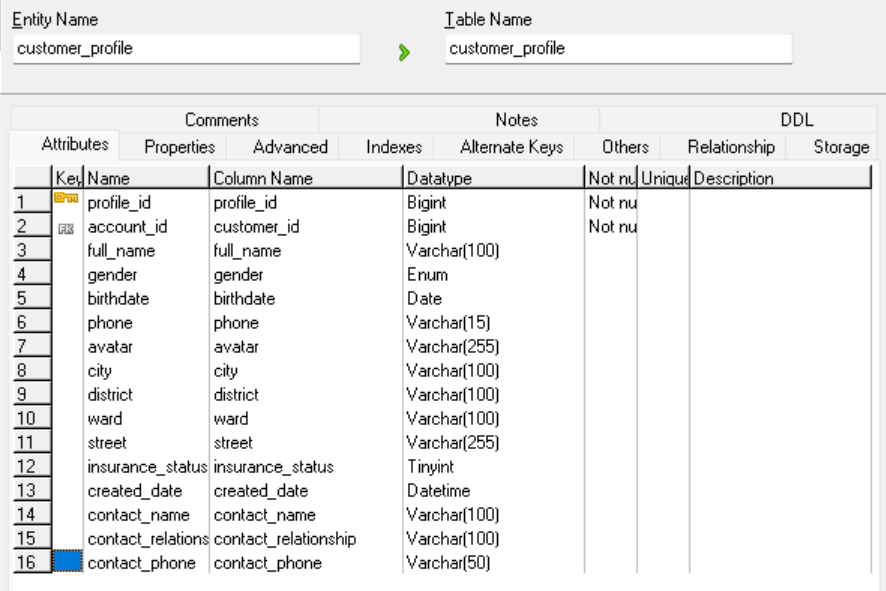 Entity Name Table Name
customer_profile customer_profile
Comments Notes DDL
Attributes Properties Advanced Indexes Alternate Keys Others Relationship Storage
Key Name Column Name Datatype Not nu Unique Description
1 profile_id profile_id Bigint Not nu
2 FK account_id customer_id Bigint Not nu
3 full_name full_name Varchar(100)
4 gender gender Enum
5 birthdate birthdate Date
6 phone phone Varchar(15)
7 avatar avatar Varchar(255)
8 city city Varchar(100)
9 district district Varchar(100)
10 ward ward Varchar(100)
11 street street Varchar(255)
12 insurance_status insurance_status Tinyint
13 created_date created_date Datetime
14 contact_name contact_name Varchar(100)
15 contact_relations contact_relationship Varchar(100)
16 contact_phone contact_phone Varchar(50)